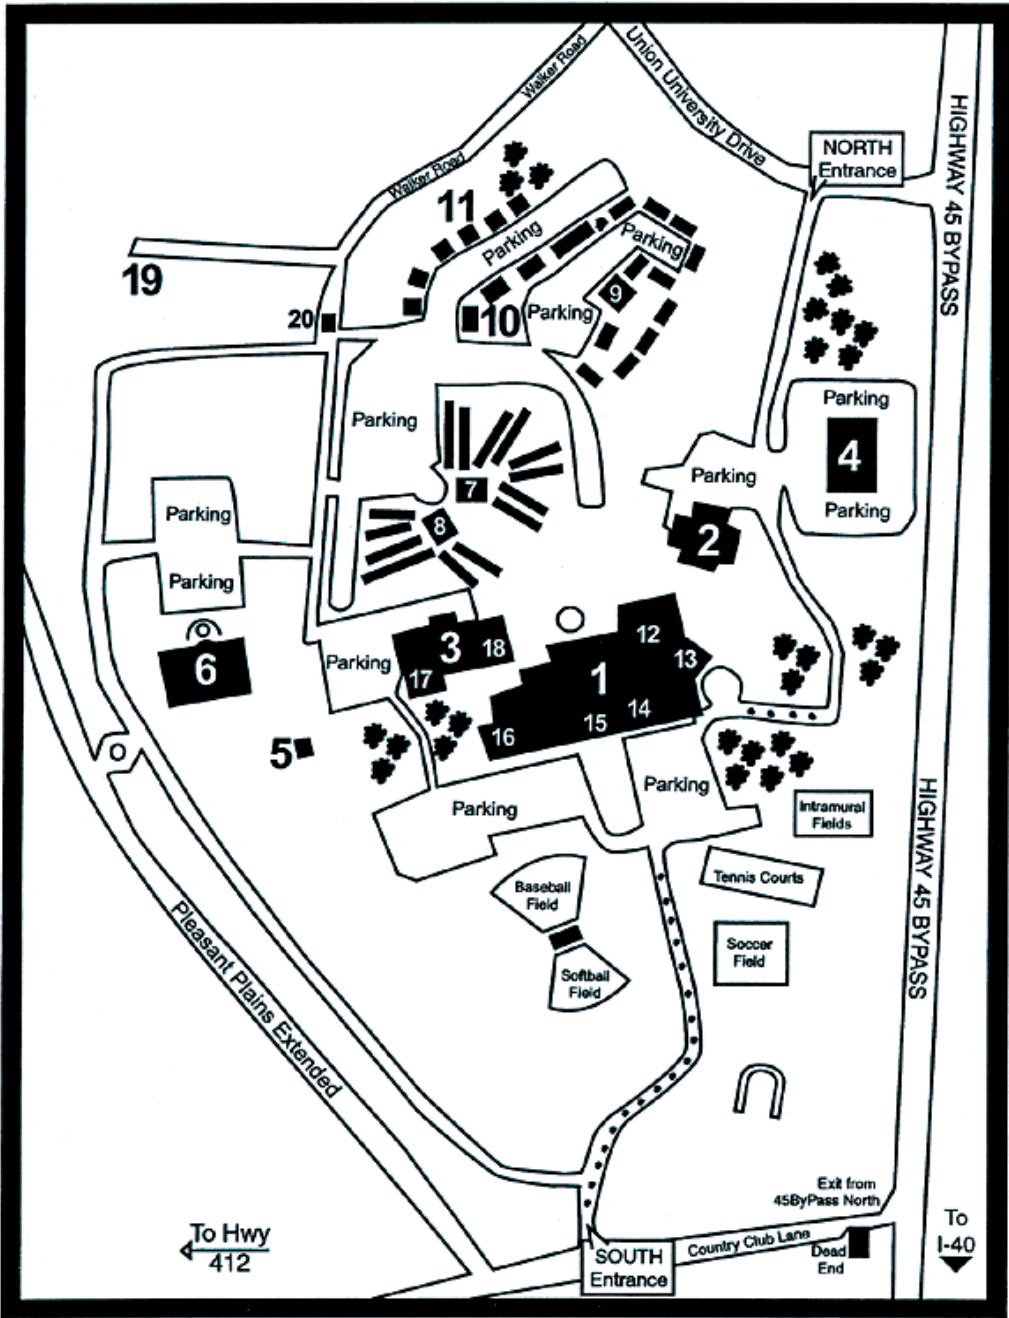 Walker Road
Union University Drive
HIGHWAY 45 BYPASS
NORTH
Entrance
Walker Road
11
Parking
Parking
19
9
20
10
Parking
Parking
Parking
4
Parking
7
Parking
Parking
8
2
Parking
12
3
18
13
Parking
6
17
1
14
15
16
5
HIGHWAY 45 BYPASS
Parking
Parking
Intramural
Fields
Tennis Courts
Baseball
Field
Pleasant Plains Extended
Soccer
Field
Softball
Field
Exit from
45ByPass North
To Hwy
412
To
I-40
Country Club Lane
Dead
End
SOUTH
Entrance